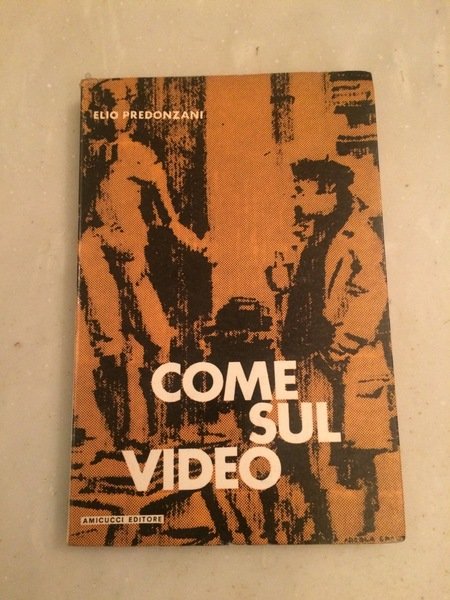 ELIO PREDONZANI
COME
SUL
VIDEO
AMICUCCI EDITORE